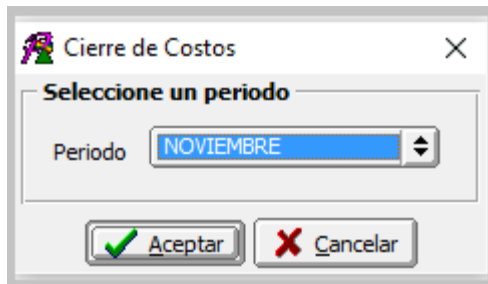 Cierre de Costos
Seleccione un periodo
Periodo NOVIEMBRE
Aceptar Cancelar